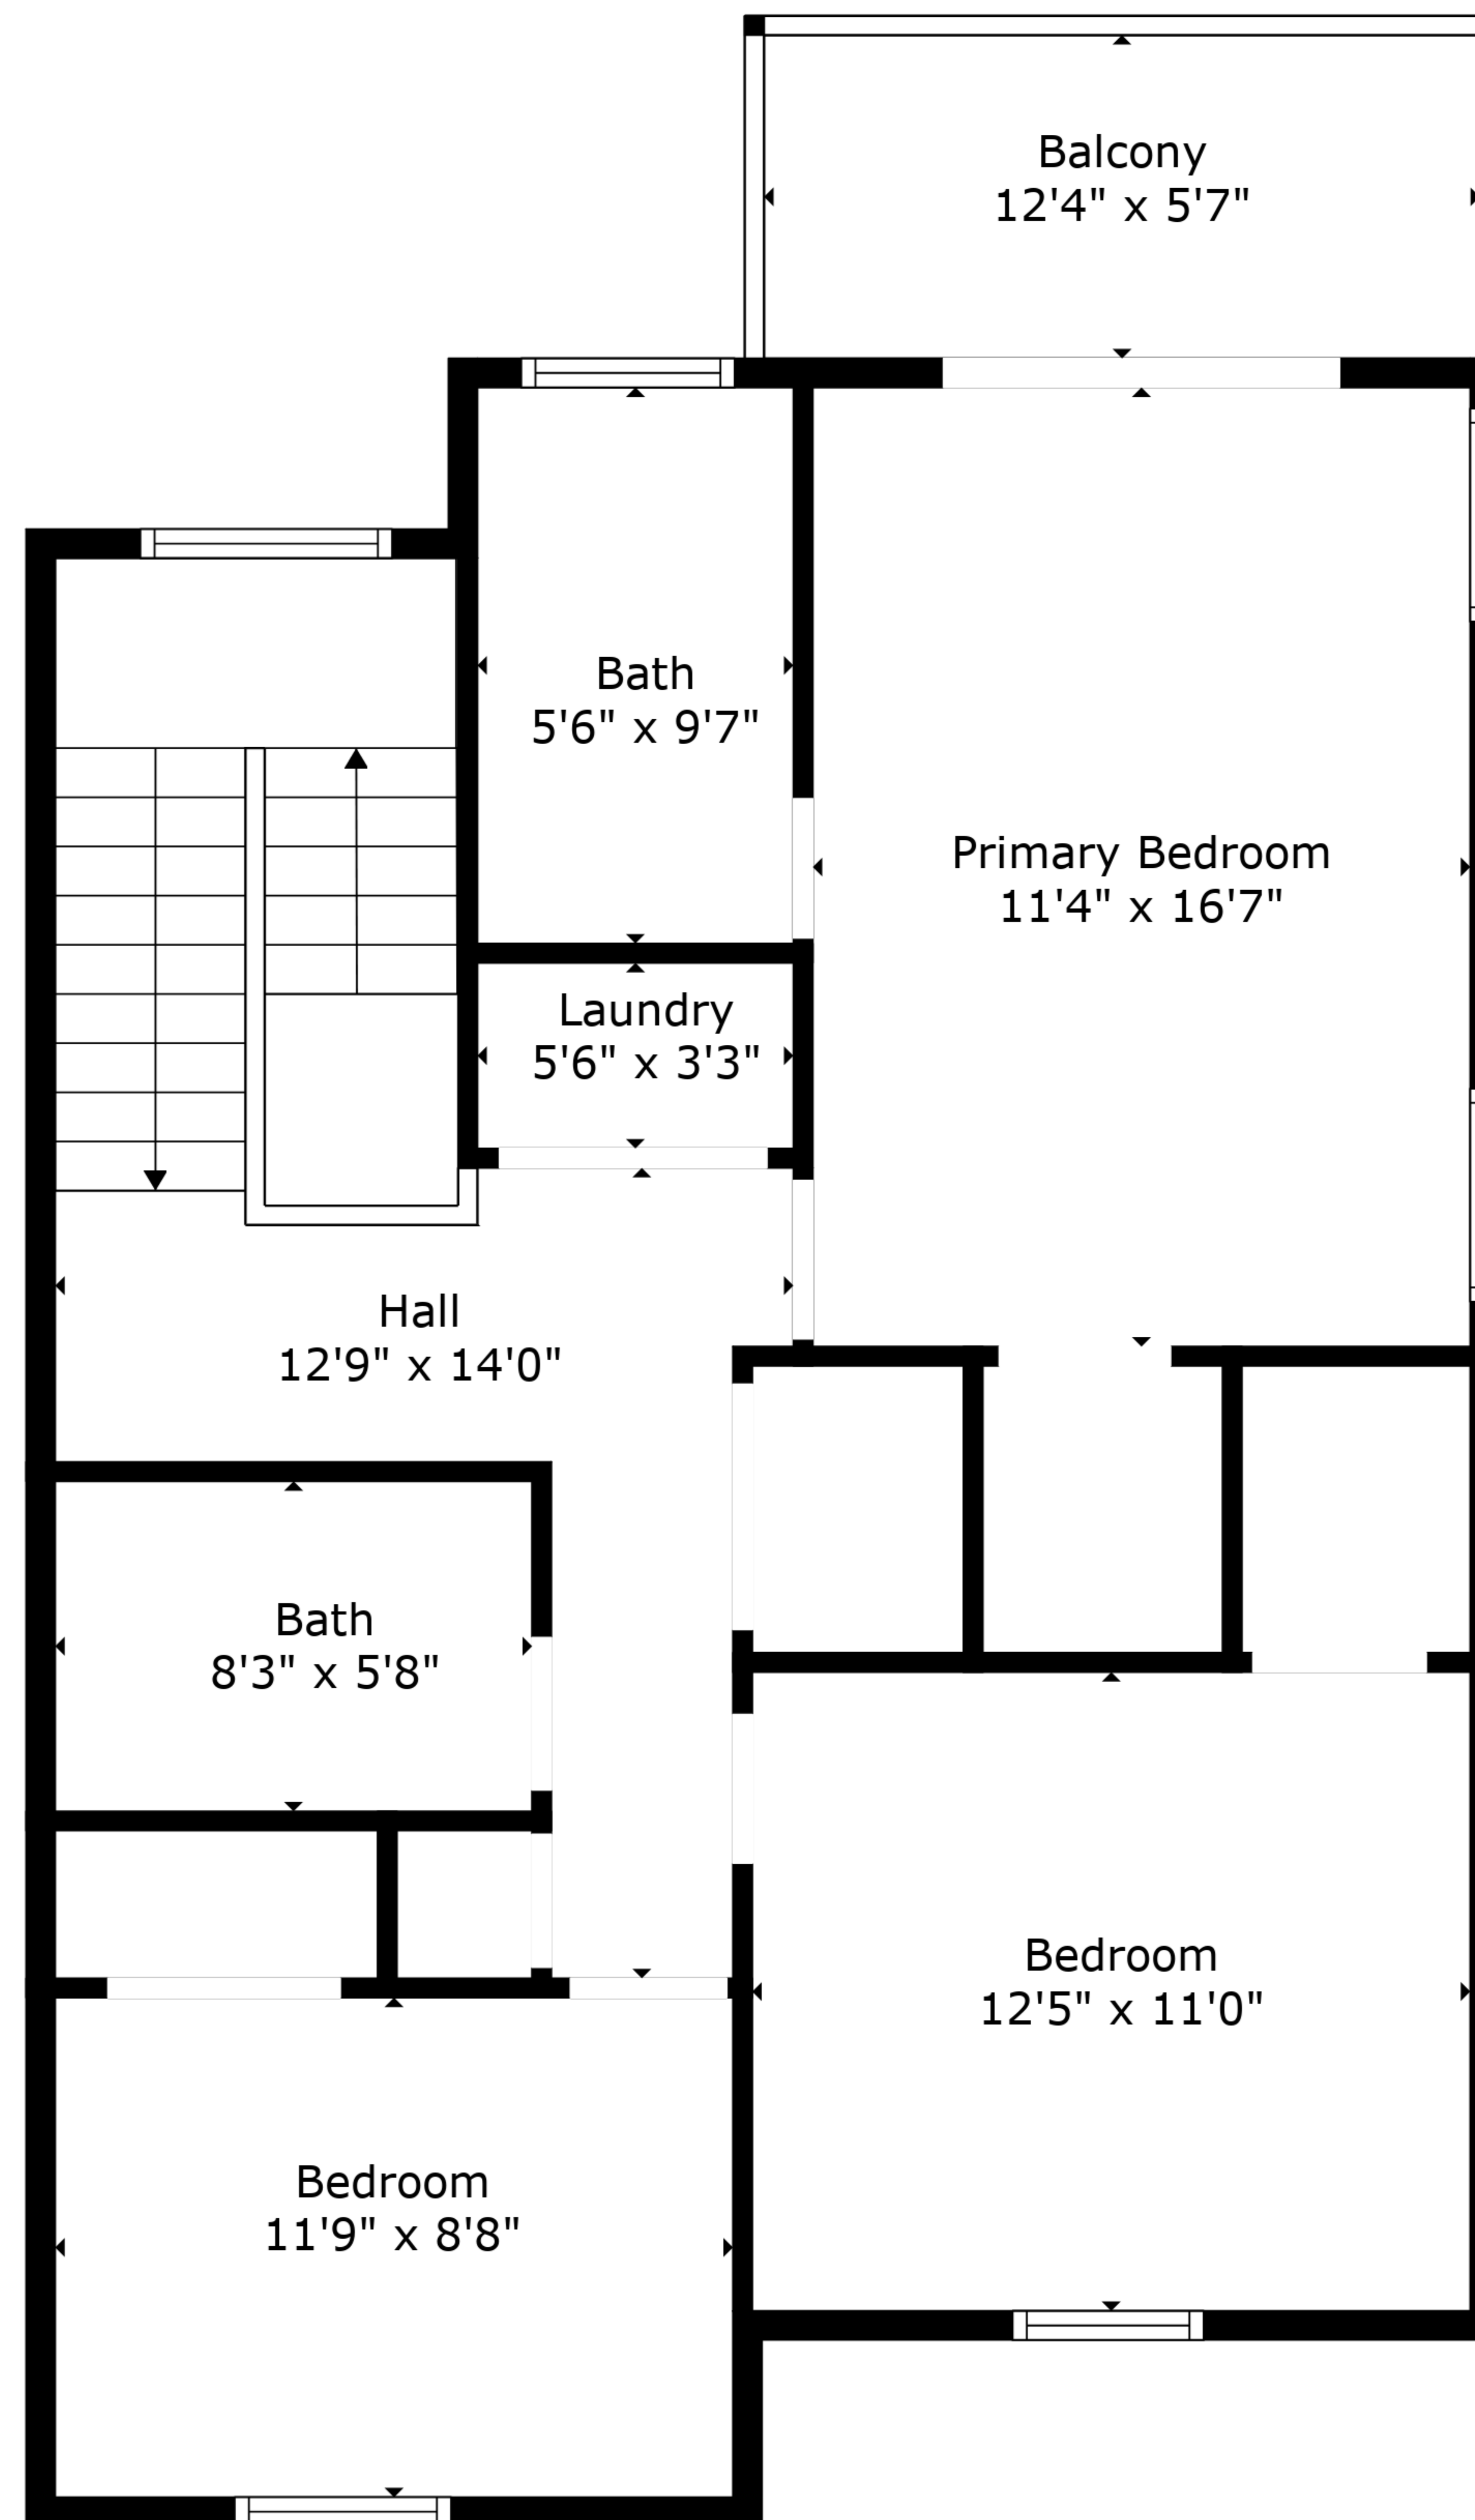 Balcony
12'4" x 5'7"
Bath
5'6" x 9'7"
Primary Bedroom
11'4" x 16'7"
Laundry
5'6" x 3'3"
Hall
12'9" x 14'0"
Bath
8'3" x 5'8"
Bedroom
12'5" x 11'0"
Bedroom
11'9" x 8'8"